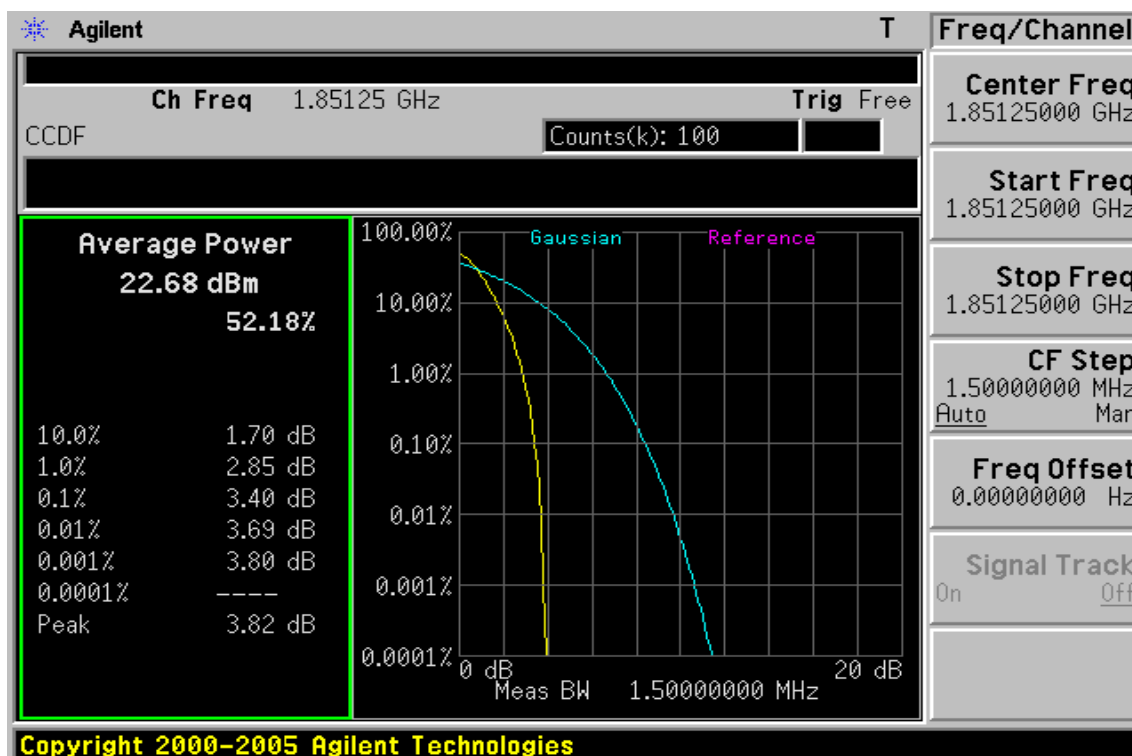 Agilent T
Ch Freq 1.85125 GHz Trig Free
CCDF Counts(k): 100
Average Power
22.68 dBm
52.18%
10.0% 1.70 dB
1.0% 2.85 dB
0.1% 3.40 dB
0.01% 3.69 dB
0.001% 3.80 dB
0.0001% ----
Peak 3.82 dB
Gaussian Reference
100.00%
10.00%
1.00%
0.10%
0.01%
0.001%
0.0001%
0 dB 20 dB
Meas BW 1.50000000 MHz
Freq/Channel
Center Freq
1.85125000 GHz
Start Freq
1.85125000 GHz
Stop Freq
1.85125000 GHz
CF Step
1.50000000 MHz
Auto Man
Freq Offset
0.00000000 Hz
Signal Track
On Off
Copyright 2000-2005 Agilent Technologies